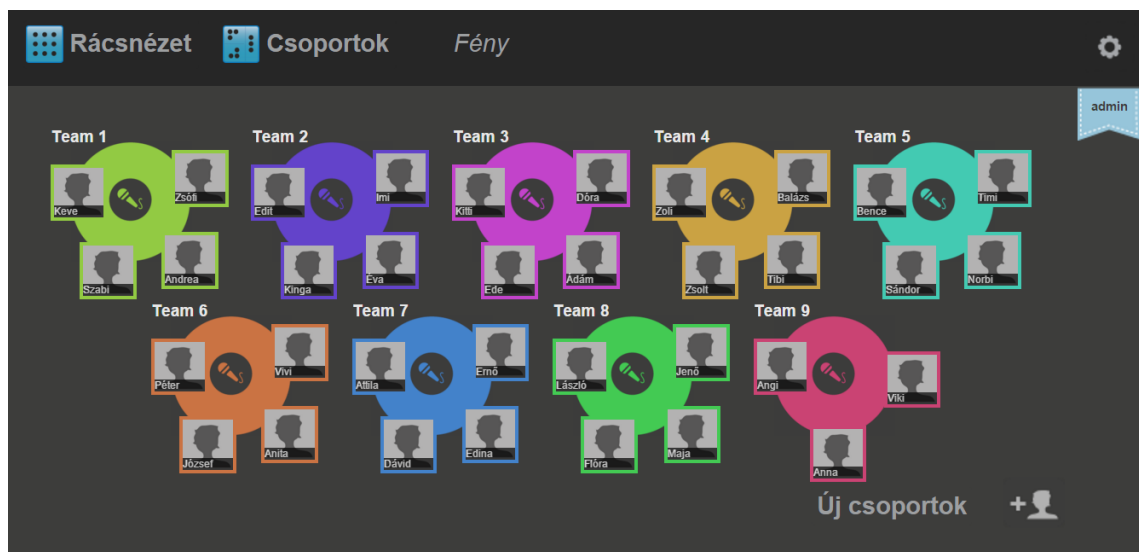 Rácsnézet Csoportok Fény
admin
Team 1 Team 2 Team 3 Team 4 Team 5
Keve Zsófi Edit Imi Kitti Dóra Zoli Balázs Bence Timi
Szabi Andrea Kinga Éva Ede Ádám Zsolt Tibi Sándor Norbi
Team 6 Team 7 Team 8 Team 9
Péter Vivi Attila Ernő László Jenő Angi Viki
József Anita Dávid Edina Flóra Maja Anna
Új csoportok